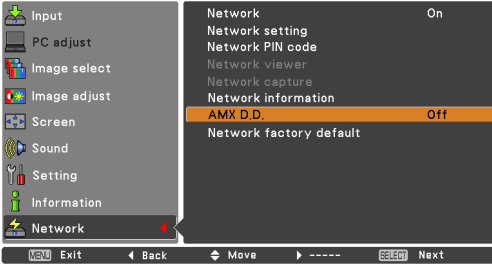 Input
PC adjust
Image select
Image adjust
Screen
Sound
Setting
Information
Network
Network On
Network setting
Network PIN code
Network viewer
Network capture
Network information
AMX D.D. Off
Network factory default
MENU Exit Back Move ----- SELECT Next